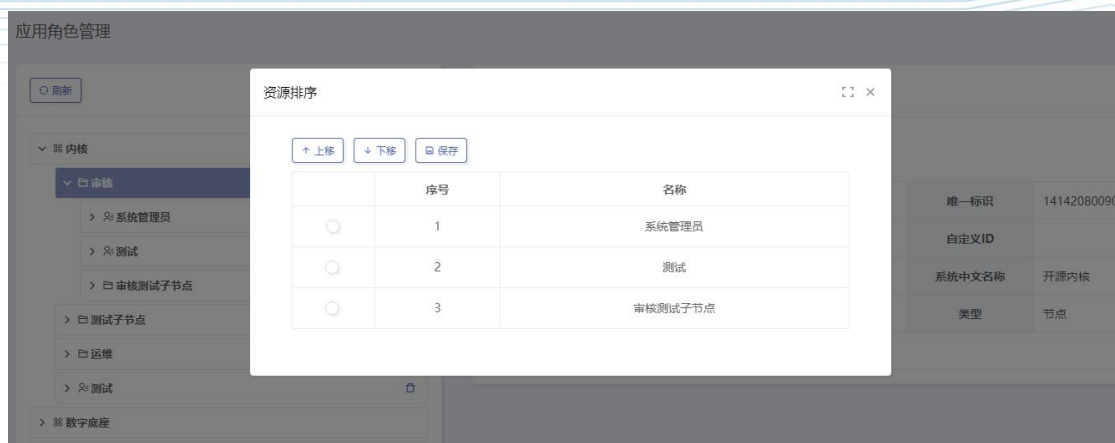 应用角色管理
刷新
内核
审核
系统管理员
测试
审核测试子节点
测试子节点
运维
测试
数字底座
资源排序
上移 下移 保存
序号 名称
1 系统管理员
2 测试
3 审核测试子节点
唯一标识 14142080090
自定义ID
系统中文名称 开源内核
类型 节点